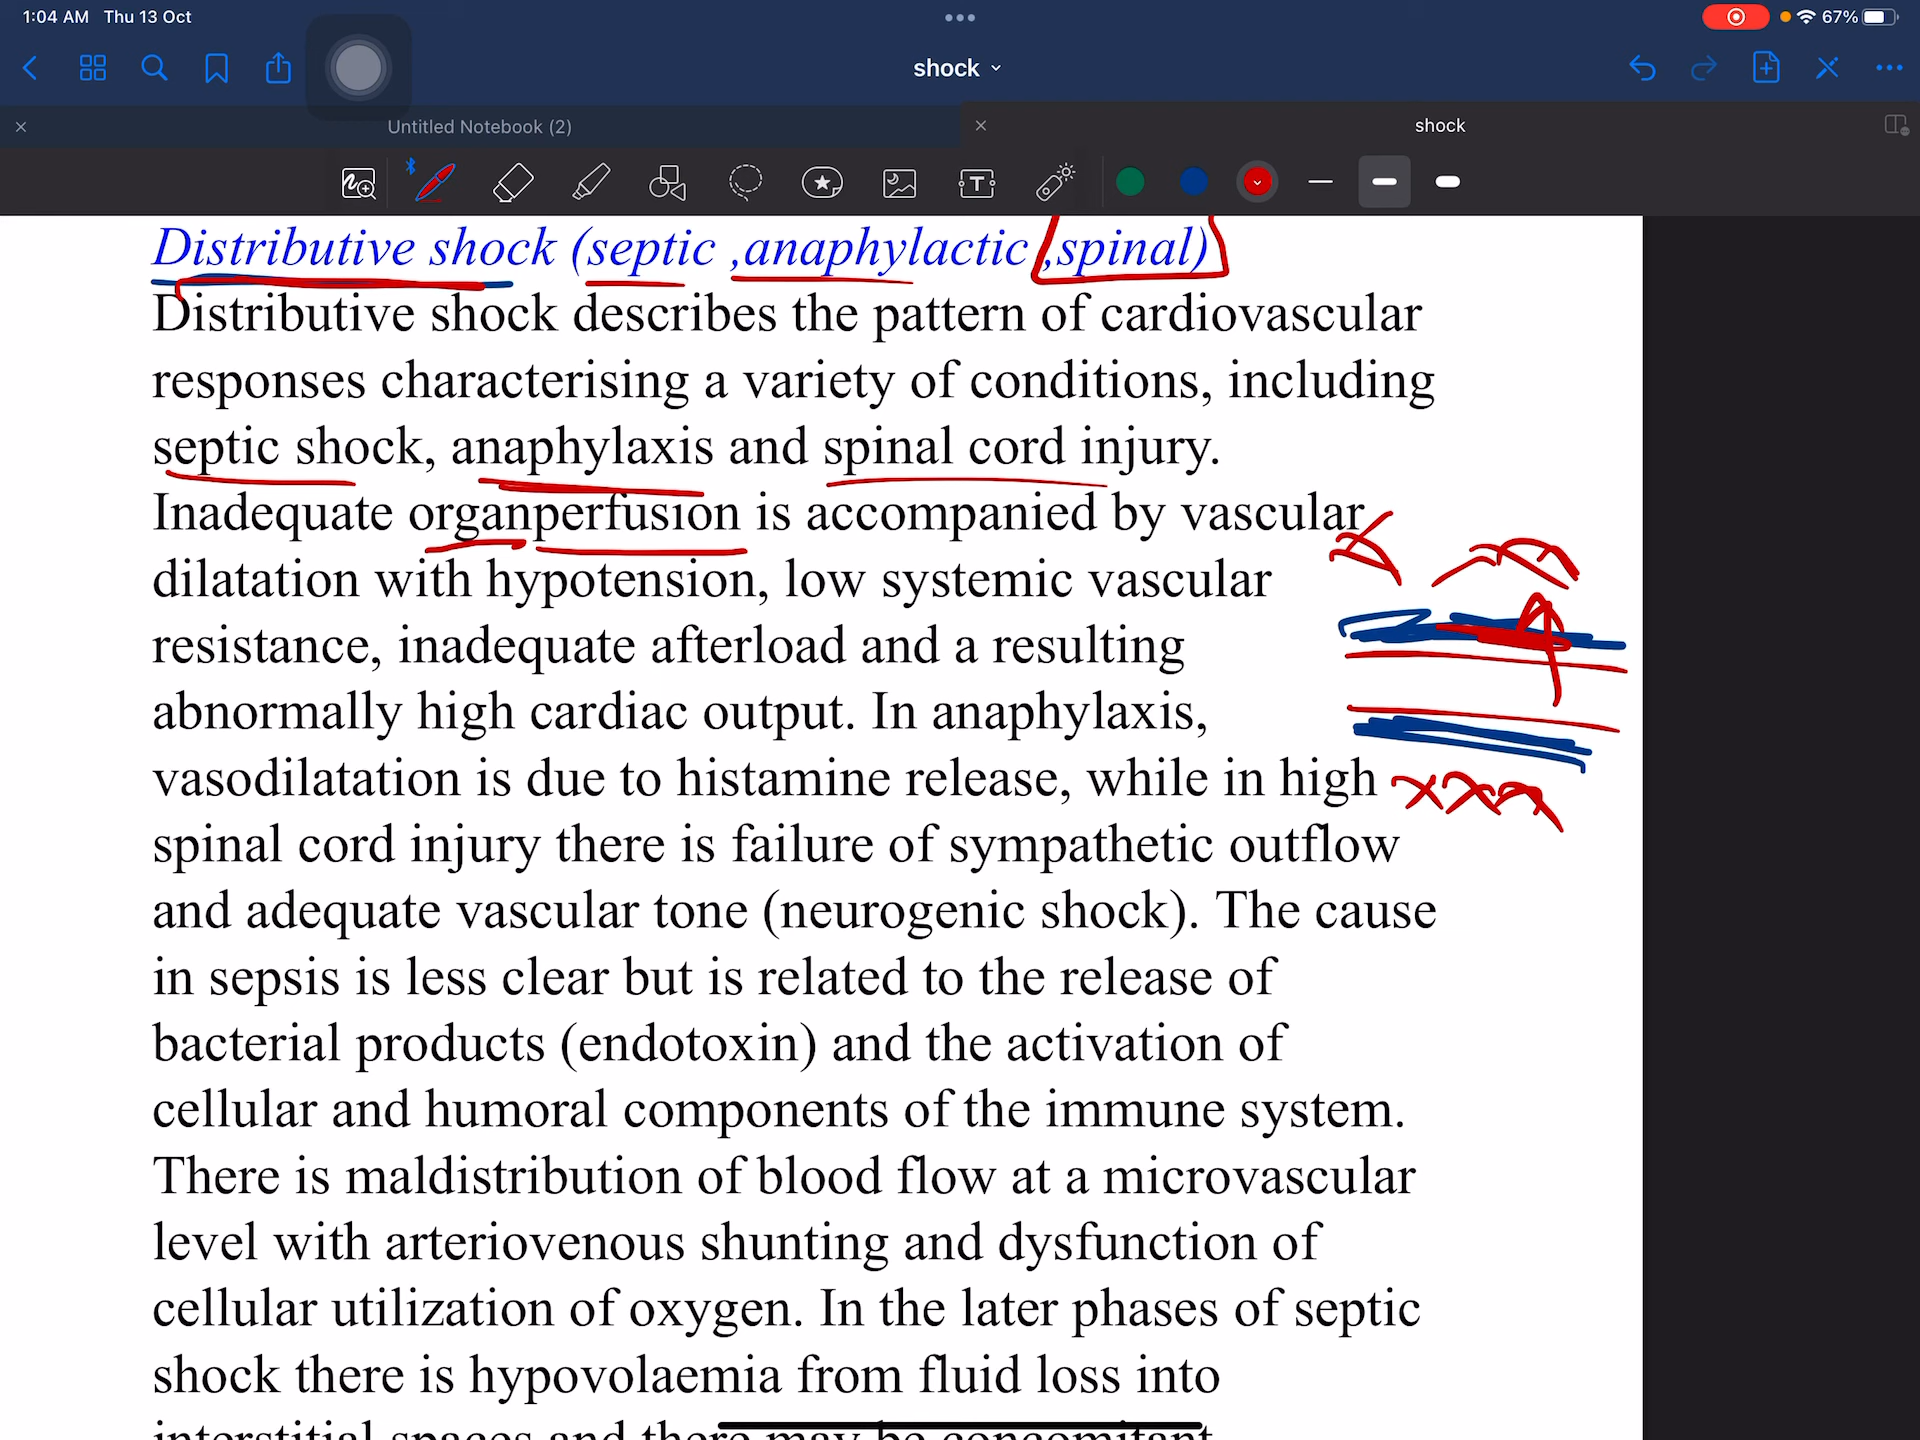 1:04 AM Thu 13 Oct
67%
shock
Untitled Notebook (2)
shock
T
Distributive shock (septic ,anaphylactic ,spinal)
Distributive shock describes the pattern of cardiovascular
responses characterising a variety of conditions, including
septic shock, anaphylaxis and spinal cord injury.
Inadequate organperfusion is accompanied by vascular
dilatation with hypotension, low systemic vascular
resistance, inadequate afterload and a resulting
abnormally high cardiac output. In anaphylaxis,
vasodilatation is due to histamine release, while in high
spinal cord injury there is failure of sympathetic outflow
and adequate vascular tone (neurogenic shock). The cause
in sepsis is less clear but is related to the release of
bacterial products (endotoxin) and the activation of
cellular and humoral components of the immune system.
There is maldistribution of blood flow at a microvascular
level with arteriovenous shunting and dysfunction of
cellular utilization of oxygen. In the later phases of septic
shock there is hypovolaemia from fluid loss into
interstitial spaces and there may be concomitant